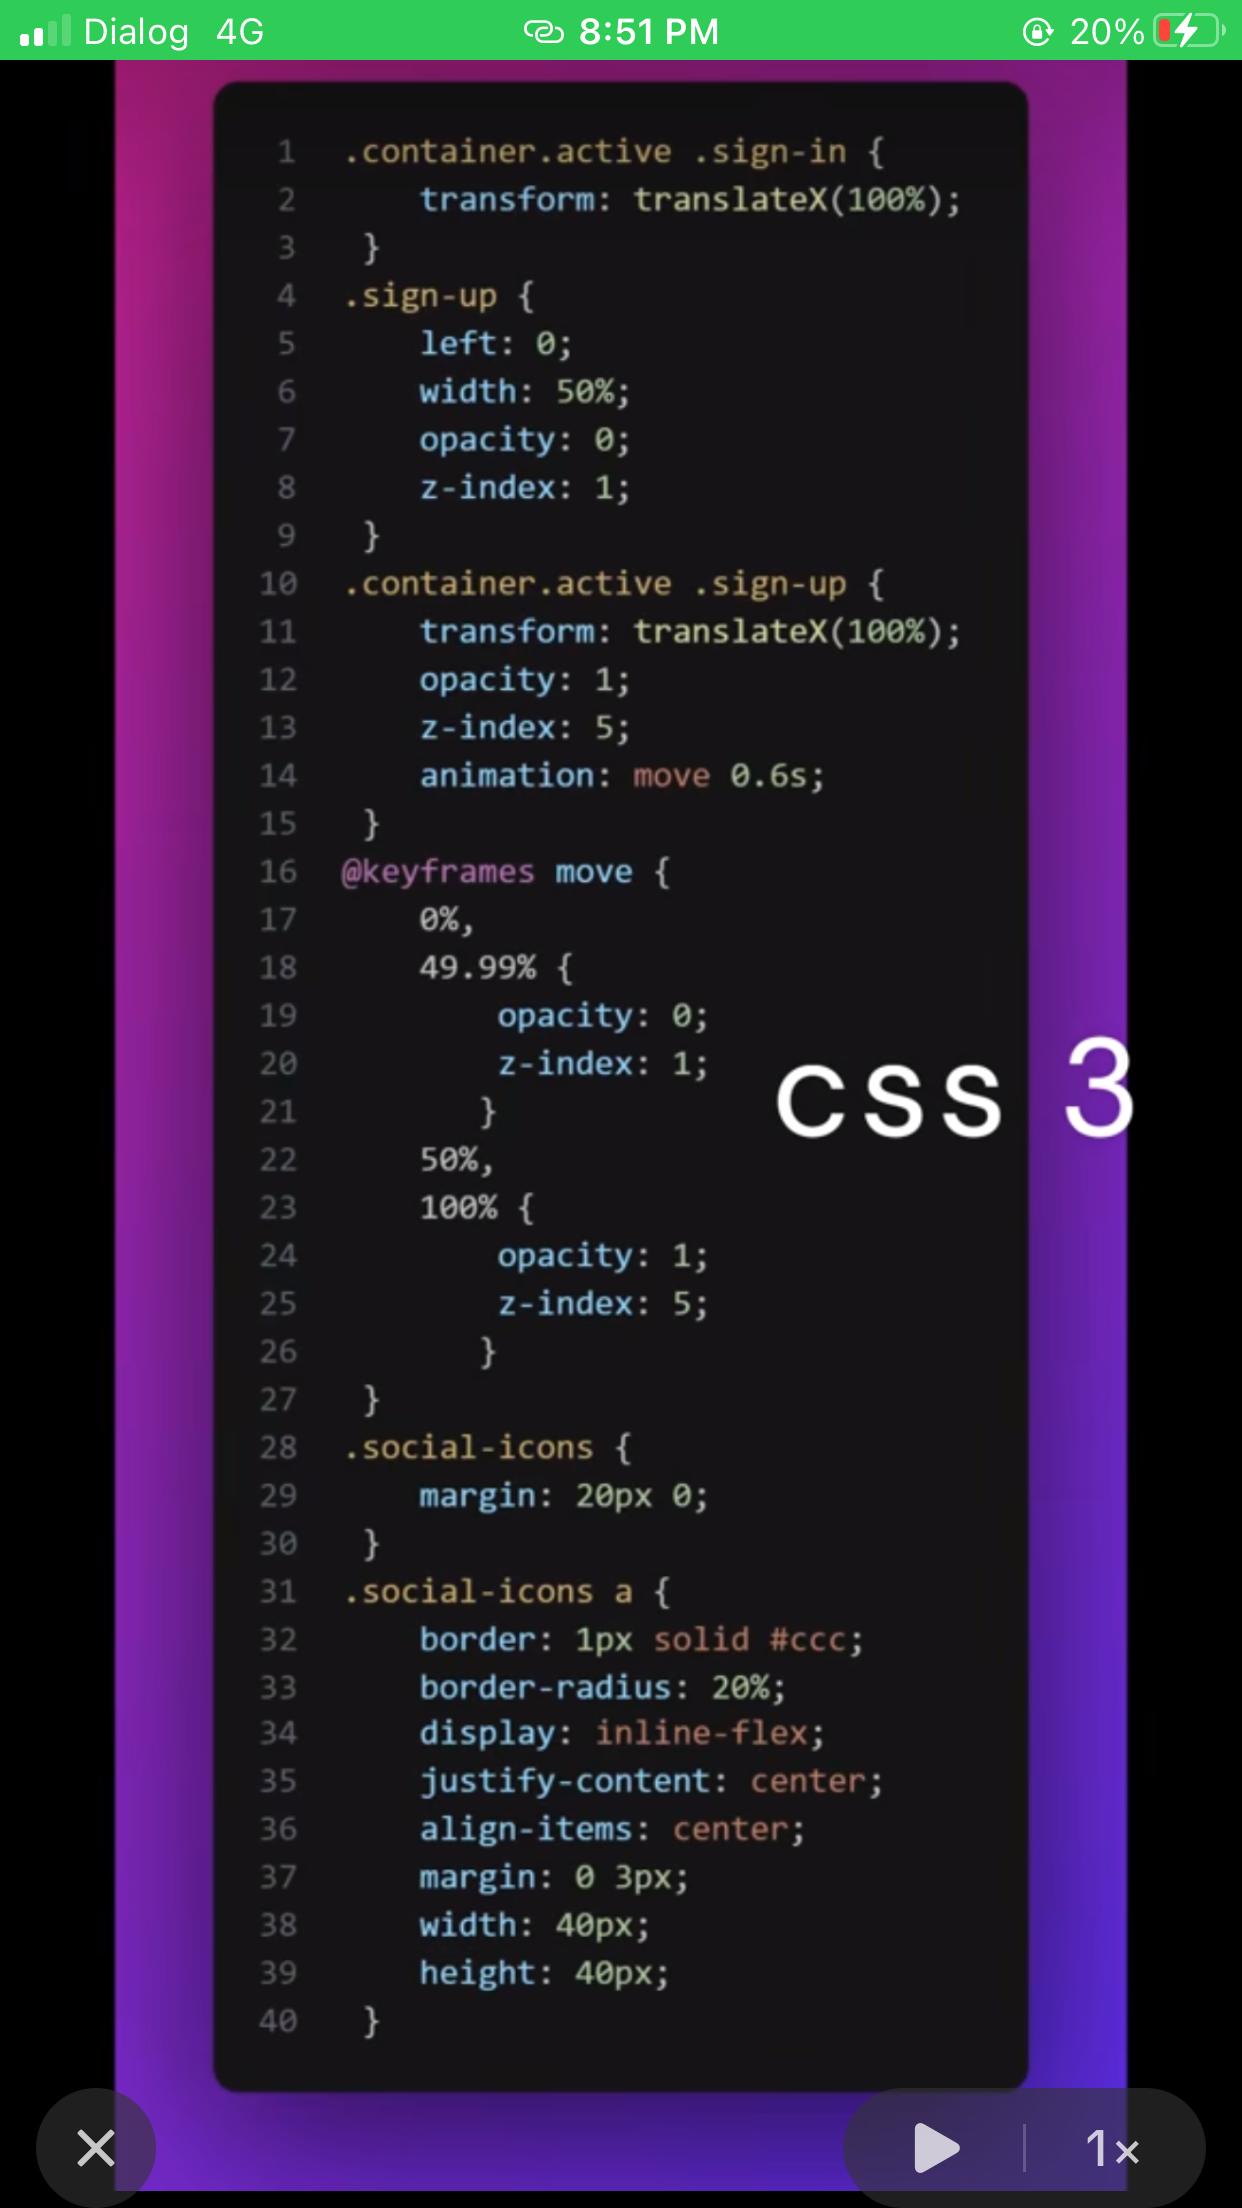 Dialog 4G 8:51 PM 20%
1 .container.active .sign-in {
2 transform: translateX(100%);
3 }
4 .sign-up {
5 left: 0;
6 width: 50%;
7 opacity: 0;
8 z-index: 1;
9 }
10 .container.active .sign-up {
11 transform: translateX(100%);
12 opacity: 1;
13 z-index: 5;
14 animation: move 0.6s;
15 }
16 @keyframes move {
17 0%,
18 49.99% {
19 opacity: 0;
20 z-index: 1;
21 }
22 50%,
23 100% {
24 opacity: 1;
25 z-index: 5;
26 }
27 }
28 .social-icons {
29 margin: 20px 0;
30 }
31 .social-icons a {
32 border: 1px solid #ccc;
33 border-radius: 20%;
34 display: inline-flex;
35 justify-content: center;
36 align-items: center;
37 margin: 0 3px;
38 width: 40px;
39 height: 40px;
40 }
css 3
1×